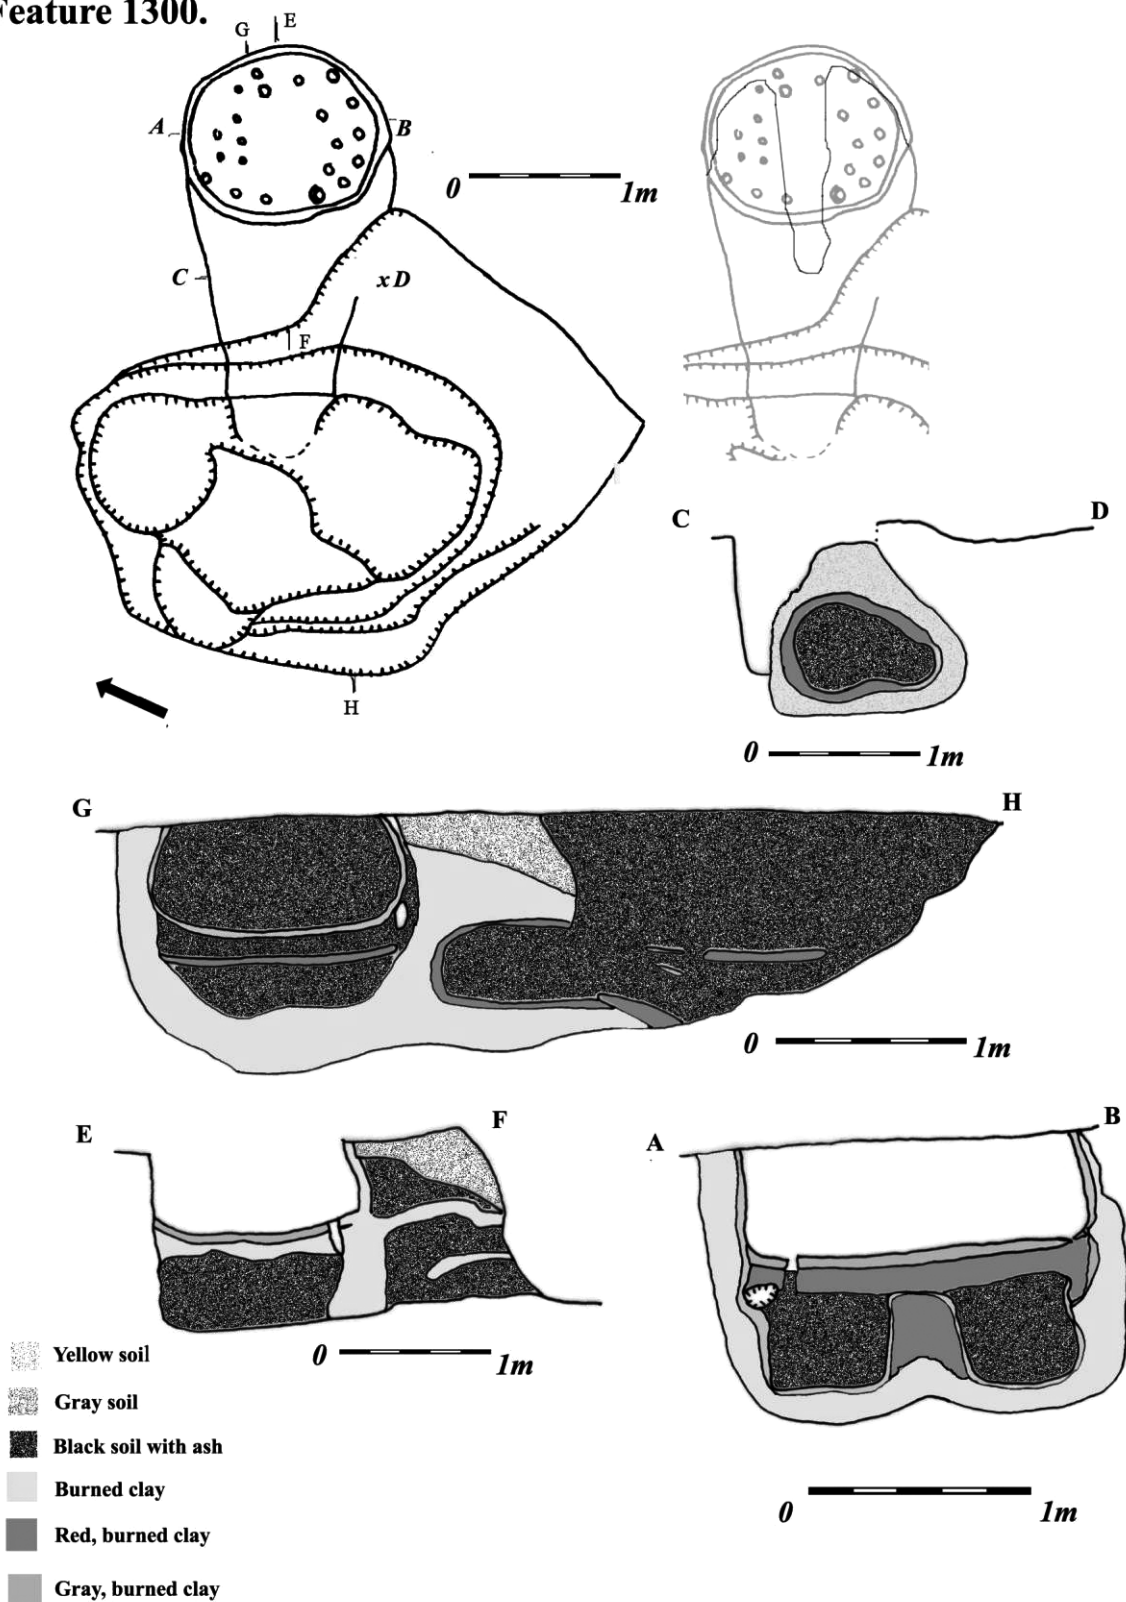 Feature 1300.
G E
A B
0 1m
C x D
F
H
C D
0 1m
G H
0 1m
E F
A B
0 1m
0 1m
Yellow soil
Gray soil
Black soil with ash
Burned clay
Red, burned clay
Gray, burned clay